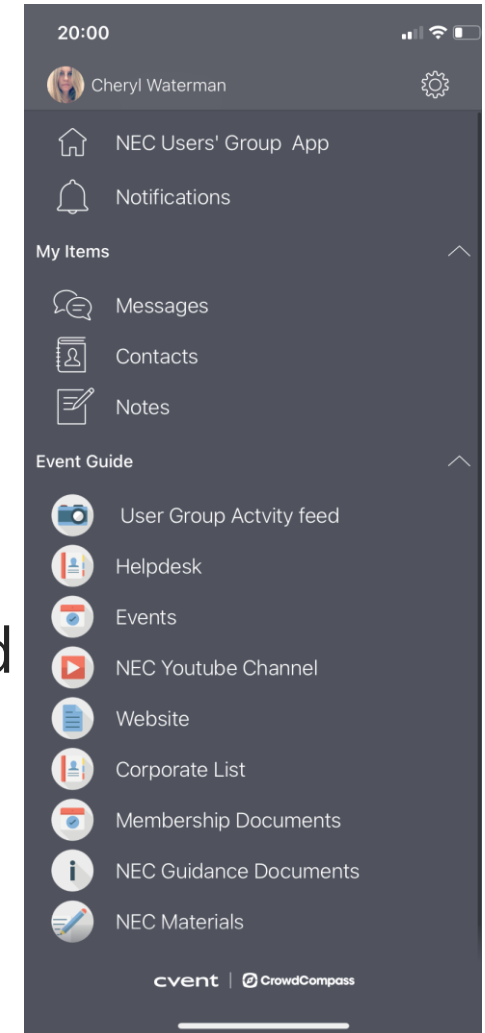 20:00
Cheryl Waterman
NEC Users' Group App
Notifications
My Items
Messages
Contacts
Notes
Event Guide
User Group Actvity feed
Helpdesk
Events
d
NEC Youtube Channel
Website
Corporate List
Membership Documents
i
NEC Guidance Documents
NEC Materials
cvent | CrowdCompass